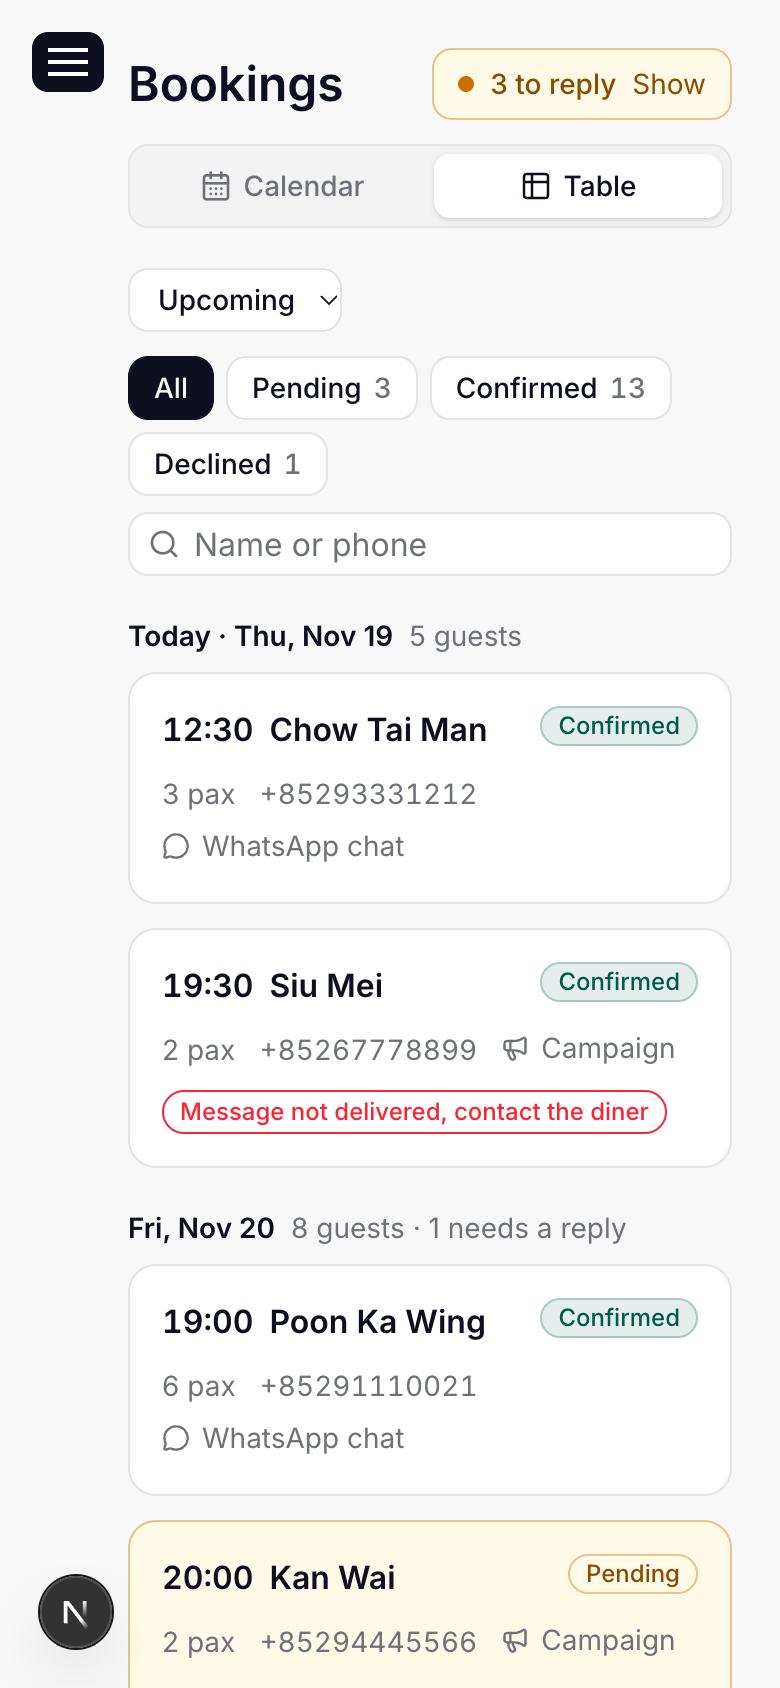 Bookings
3 to reply Show
Calendar Table
Upcoming
All Pending 3 Confirmed 13
Declined 1
Name or phone
Today · Thu, Nov 19 5 guests
12:30 Chow Tai Man Confirmed
3 pax +85293331212
WhatsApp chat
19:30 Siu Mei Confirmed
2 pax +85267778899 Campaign
Message not delivered, contact the diner
Fri, Nov 20 8 guests · 1 needs a reply
19:00 Poon Ka Wing Confirmed
6 pax +85291110021
WhatsApp chat
20:00 Kan Wai Pending
N
2 pax +85294445566 Campaign